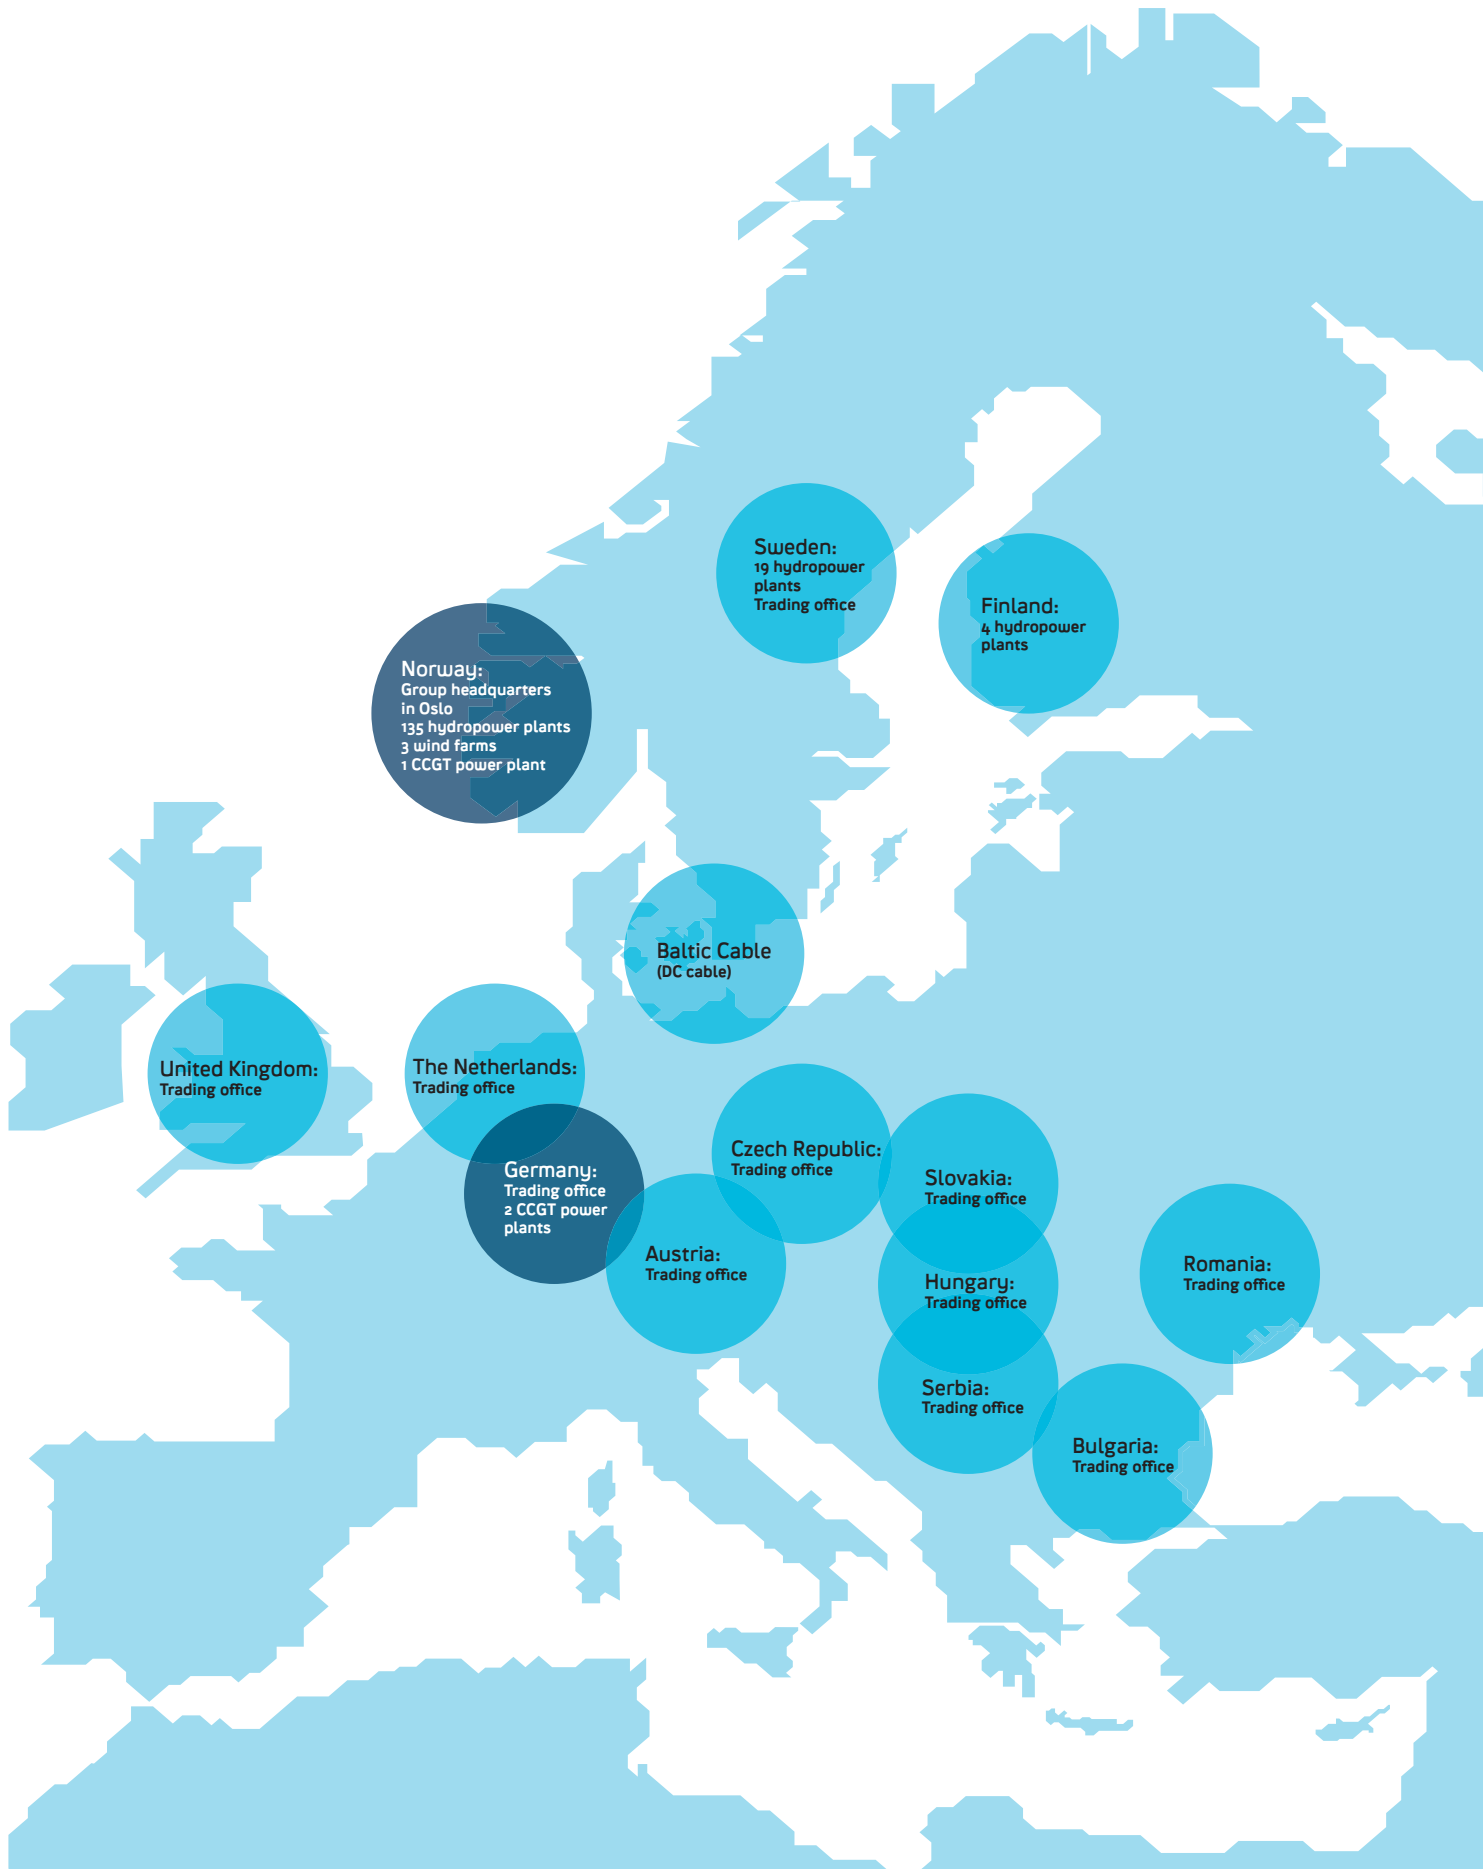 Sweden:
19 hydropower
plants
Trading office
Finland:
4 hydropower
plants
Norway:
Group headquarters
in Oslo
135 hydropower plants
3 wind farms
1 CCGT power plant
Baltic Cable
(DC cable)
United Kingdom:
Trading office
The Netherlands:
Trading office
Germany:
Trading office
2 CCGT power
plants
Czech Republic:
Trading office
Slovakia:
Trading office
Austria:
Trading office
Hungary:
Trading office
Romania:
Trading office
Serbia:
Trading office
Bulgaria:
Trading office